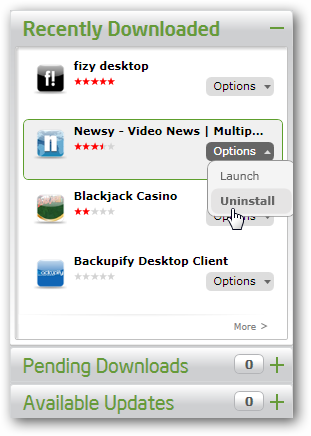 Recently Downloaded
fizy desktop
f!
Options
Newsy - Video News | Multip...
n
Options
Launch
Uninstall
Blackjack Casino
Backupify Desktop Client
Options
More >
Pending Downloads 0
Available Updates 0